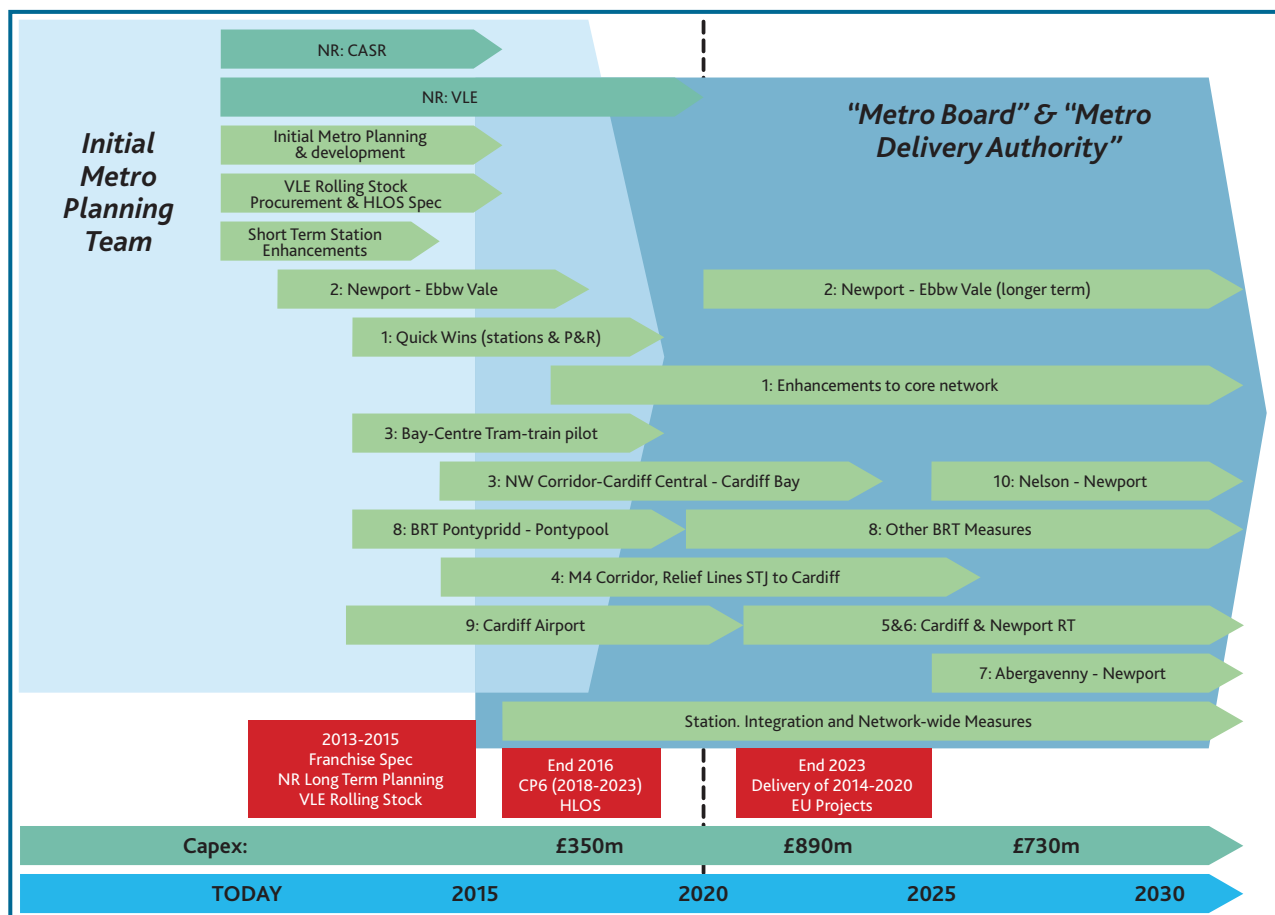 NR: CASR
NR: VLE
Initial
Metro
Planning
Team
“Metro Board” & “Metro
Delivery Authority”
Initial Metro Planning
& development
VLE Rolling Stock
Procurement & HLOS Spec
Short Term Station
Enhancements
2: Newport - Ebbw Vale
2: Newport - Ebbw Vale (longer term)
1: Quick Wins (stations & P&R)
1: Enhancements to core network
3: Bay-Centre Tram-train pilot
3: NW Corridor-Cardiff Central - Cardiff Bay
10: Nelson - Newport
8: BRT Pontypridd - Pontypool
8: Other BRT Measures
4: M4 Corridor, Relief Lines STJ to Cardiff
9: Cardiff Airport
5&6: Cardiff & Newport RT
7: Abergavenny - Newport
Station. Integration and Network-wide Measures
2013-2015
Franchise Spec
NR Long Term Planning
VLE Rolling Stock
End 2016
CP6 (2018-2023)
HLOS
End 2023
Delivery of 2014-2020
EU Projects
Capex: £350m £890m £730m
TODAY 2015 2020 2025 2030